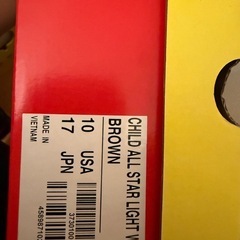 CHILD ALL STAR LIGHT W
BROWN
10 USA
17 JPN
MADE IN
VIETNAM